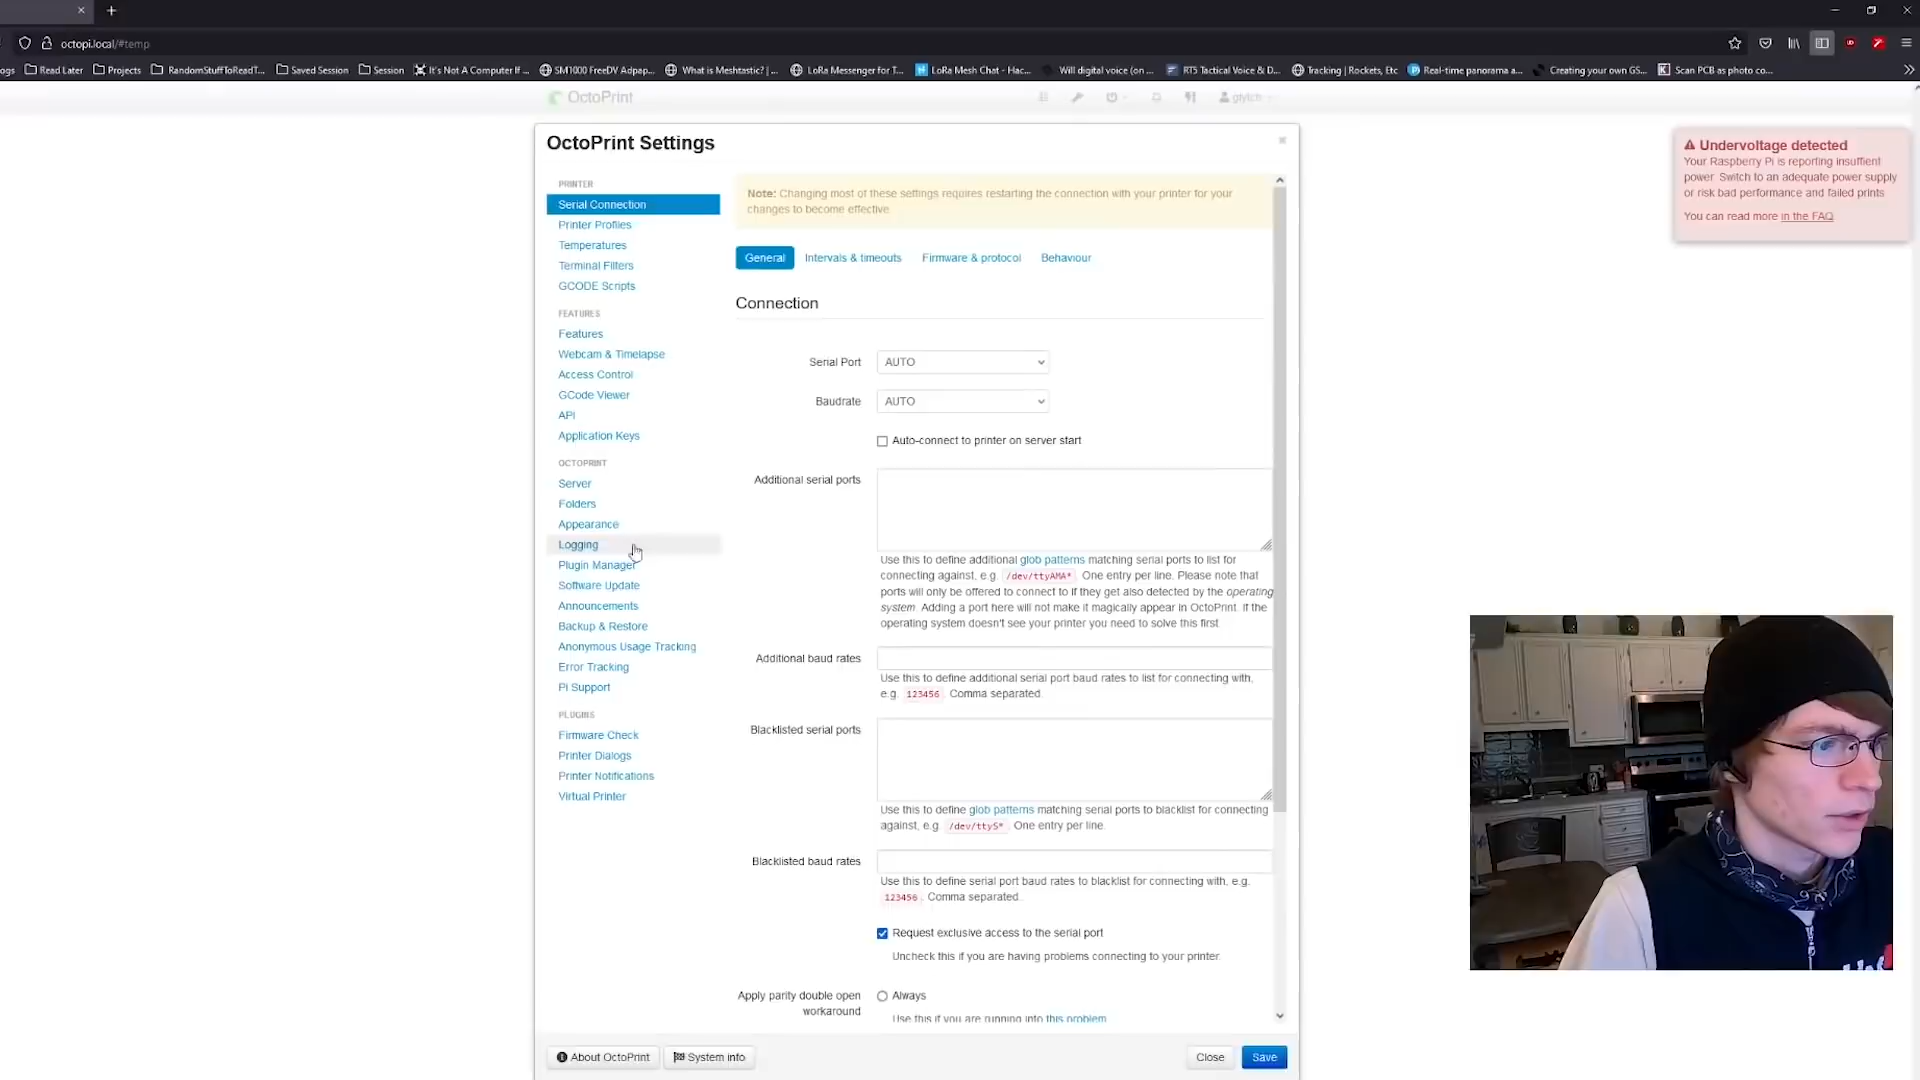 octopi.local/#temp
ogs
Read Later
Projects
RandomStuffToReadT...
Saved Session
Session
It's Not A Computer If ...
SM1000 FreeDV Adpap...
What is Meshtastic? | ...
LoRa Messenger for T...
LoRa Mesh Chat - Hac...
Will digital voice (on ...
RT5 Tactical Voice & D...
Tracking | Rockets, Etc
Real-time panorama a...
Creating your own GS...
Scan PCB as photo co...
OctoPrint
OctoPrint Settings
PRINTER
Serial Connection
Printer Profiles
Temperatures
Terminal Filters
GCODE Scripts
FEATURES
Features
Webcam & Timelapse
Access Control
GCode Viewer
API
Application Keys
OCTOPRINT
Server
Folders
Appearance
Logging
Plugin Manager
Software Update
Announcements
Backup & Restore
Anonymous Usage Tracking
Error Tracking
Pi Support
PLUGINS
Firmware Check
Printer Dialogs
Printer Notifications
Virtual Printer
Note: Changing most of these settings requires restarting the connection with your printer for your
changes to become effective.
General
Intervals & timeouts
Firmware & protocol
Behaviour
Connection
Serial Port
AUTO
Baudrate
AUTO
Auto-connect to printer on server start
Additional serial ports
Use this to define additional glob patterns matching serial ports to list for
connecting against, e.g. /dev/ttyAMA* . One entry per line. Please note that
ports will only be offered to connect to if they get also detected by the operating
system. Adding a port here will not make it magically appear in OctoPrint. If the
operating system doesn't see your printer you need to solve this first.
Additional baud rates
Use this to define additional serial port baud rates to list for connecting with,
e.g. 123456 . Comma separated.
Blacklisted serial ports
Use this to define glob patterns matching serial ports to blacklist for connecting
against, e.g. /dev/ttyS* . One entry per line.
Blacklisted baud rates
Use this to define serial port baud rates to blacklist for connecting with, e.g.
123456 . Comma separated.
Request exclusive access to the serial port
Uncheck this if you are having problems connecting to your printer.
Apply parity double open
workaround
Always
Use this if you are running into this problem
About OctoPrint
System info
Close
Save
Undervoltage detected
Your Raspberry Pi is reporting insufficient
power. Switch to an adequate power supply
or risk bad performance and failed prints.
You can read more in the FAQ